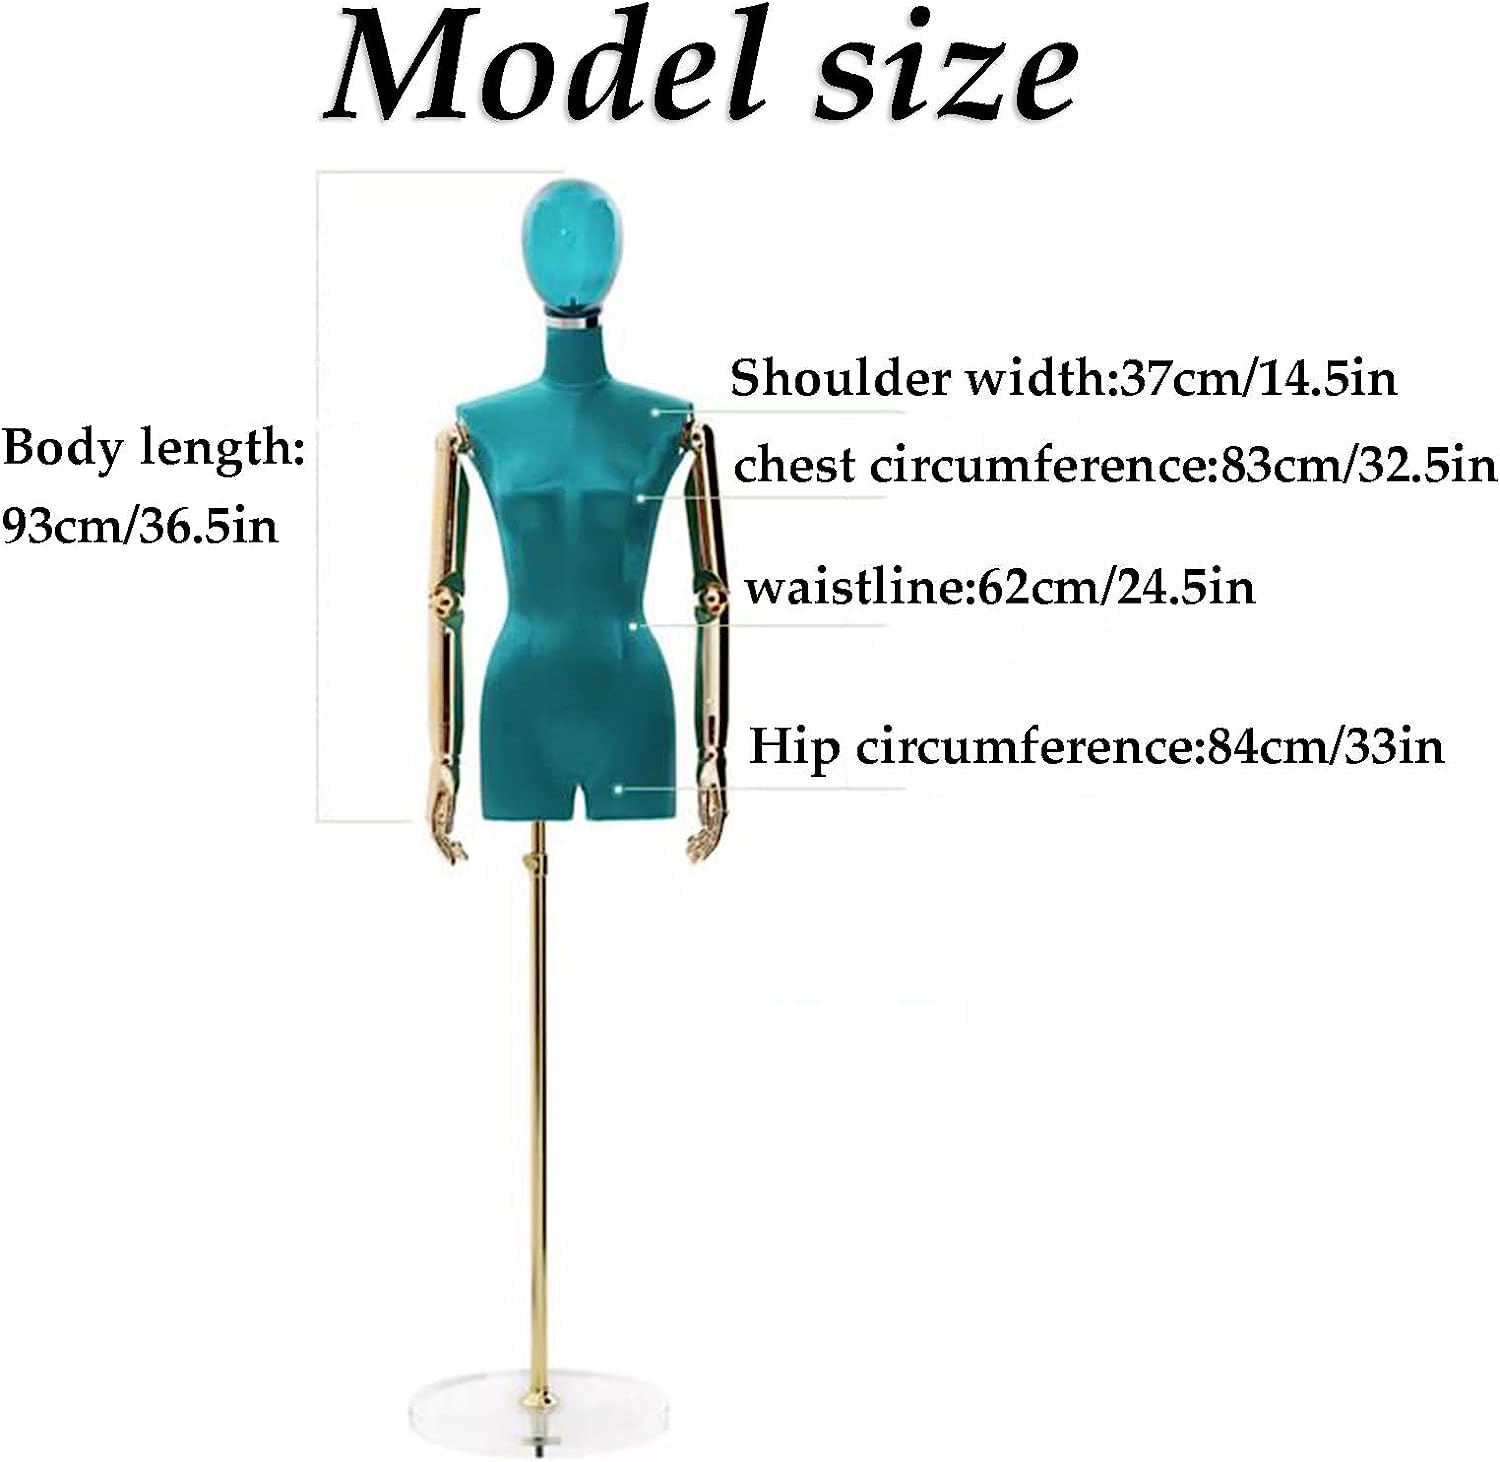 Model size
Shoulder width:37cm/14.5in
Body length:
93cm/36.5in
chest circumference:83cm/32.5in
waistline:62cm/24.5in
Hip circumference:84cm/33in